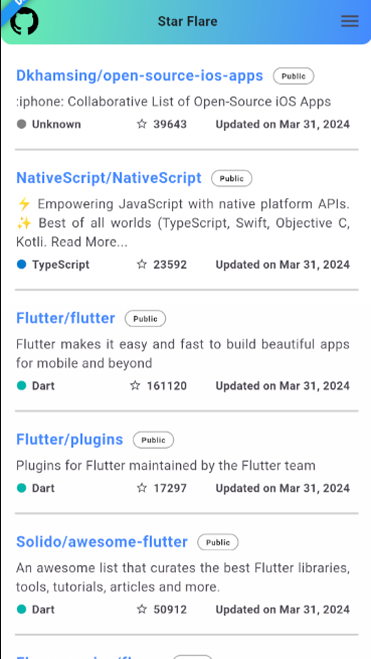 Star Flare
Dkhamsing/open-source-ios-apps Public
:iphone: Collaborative List of Open-Source iOS Apps
Unknown ☆ 39643 Updated on Mar 31, 2024
NativeScript/NativeScript Public
⚡ Empowering JavaScript with native platform APIs.
✨ Best of all worlds (TypeScript, Swift, Objective C,
Kotli. Read More...
TypeScript ☆ 23592 Updated on Mar 31, 2024
Flutter/flutter Public
Flutter makes it easy and fast to build beautiful apps
for mobile and beyond
Dart ☆ 161120 Updated on Mar 31, 2024
Flutter/plugins Public
Plugins for Flutter maintained by the Flutter team
Dart ☆ 17297 Updated on Mar 31, 2024
Solido/awesome-flutter Public
An awesome list that curates the best Flutter libraries,
tools, tutorials, articles and more.
Dart ☆ 50912 Updated on Mar 31, 2024